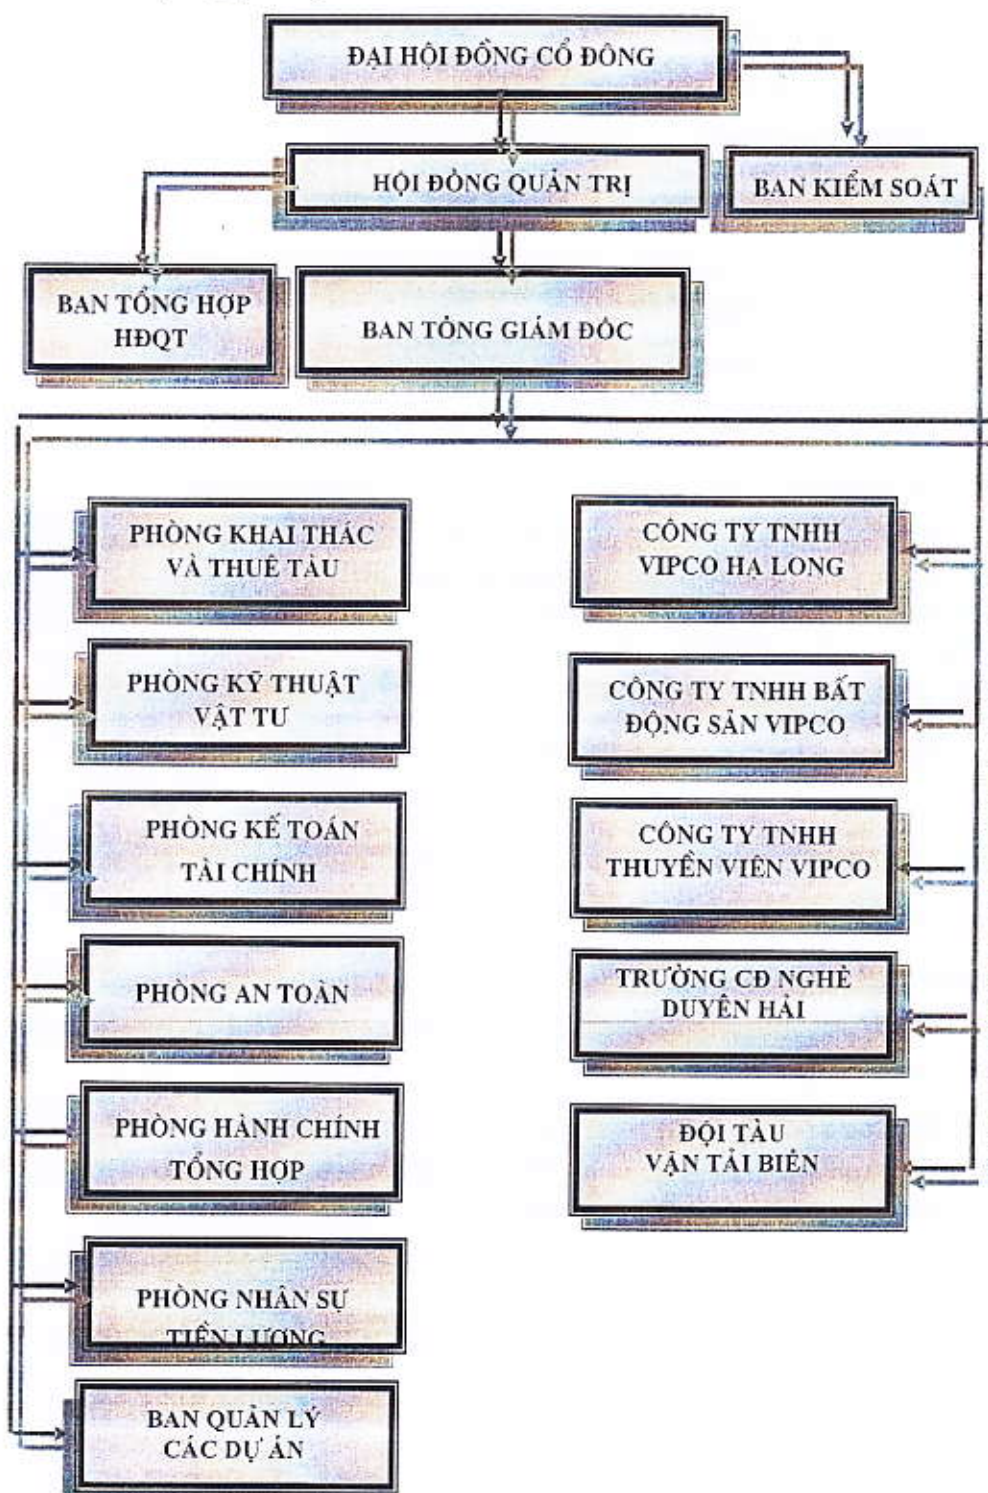 ĐẠI HỘI ĐỒNG CỔ ĐÔNG
HỘI ĐỒNG QUẢN TRỊ
BAN KIỂM SOÁT
BAN TỔNG HỢP
HĐQT
BAN TỔNG GIÁM ĐỐC
PHÒNG KHAI THÁC
VÀ THUÊ TÀU
CÔNG TY TNHH
VIPCO HẠ LONG
PHÒNG KỸ THUẬT
VẬT TƯ
CÔNG TY TNHH BẤT
ĐỘNG SẢN VIPCO
PHÒNG KẾ TOÁN
TÀI CHÍNH
CÔNG TY TNHH
THUYỀN VIÊN VIPCO
PHÒNG AN TOÀN
TRƯỜNG CĐ NGHỀ
DUYÊN HẢI
PHÒNG HÀNH CHÍNH
TỔNG HỢP
ĐỘI TÀU
VẬN TẢI BIỂN
PHÒNG NHÂN SỰ
TIỀN LƯƠNG
BAN QUẢN LÝ
CÁC DỰ ÁN